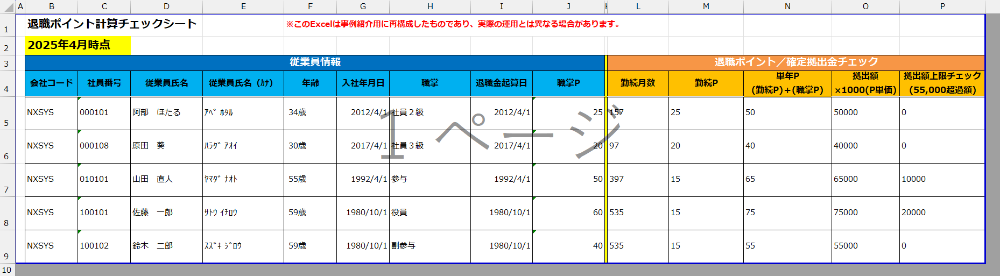 A B C D E F G H I J K L M N O P
1 退職ポイント計算チェックシート ※このExcelは事例紹介用に再構成したものであり、実際の運用とは異なる場合があります。
2 2025年4月時点
3 従業員情報 退職ポイント／確定拠出金チェック
4 会社コード 社員番号 従業員氏名 従業員氏名（ｶﾅ） 年齢 入社年月日 職掌 退職金起算日 職掌P 勤続月数 勤続P 単年P (勤続P)+(職掌P) 拠出額 ×1000(P単価) 拠出額上限チェック (55,000超過額)
5 NXSYS 000101 阿部　ほたる ｱﾍﾞ ﾎﾀﾙ 34歳 2012/4/1 社員２級 2012/4/1 25 157 25 50 50000 0
1 ページ
6 NXSYS 000108 原田　葵 ﾊﾗﾀﾞ ｱｵｲ 30歳 2017/4/1 社員３級 2017/4/1 20 97 20 40 40000 0
7 NXSYS 010101 山田　直人 ﾔﾏﾀﾞ ﾅｵﾄ 55歳 1992/4/1 参与 1992/4/1 50 397 15 65 65000 10000
8 NXSYS 100101 佐藤　一郎 ｻﾄｳ ｲﾁﾛｳ 59歳 1980/10/1 役員 1980/10/1 60 535 15 75 75000 20000
9 NXSYS 100102 鈴木　二郎 ｽｽﾞｷ ｼﾞﾛｳ 59歳 1980/10/1 副参与 1980/10/1 40 535 15 55 55000 0
10